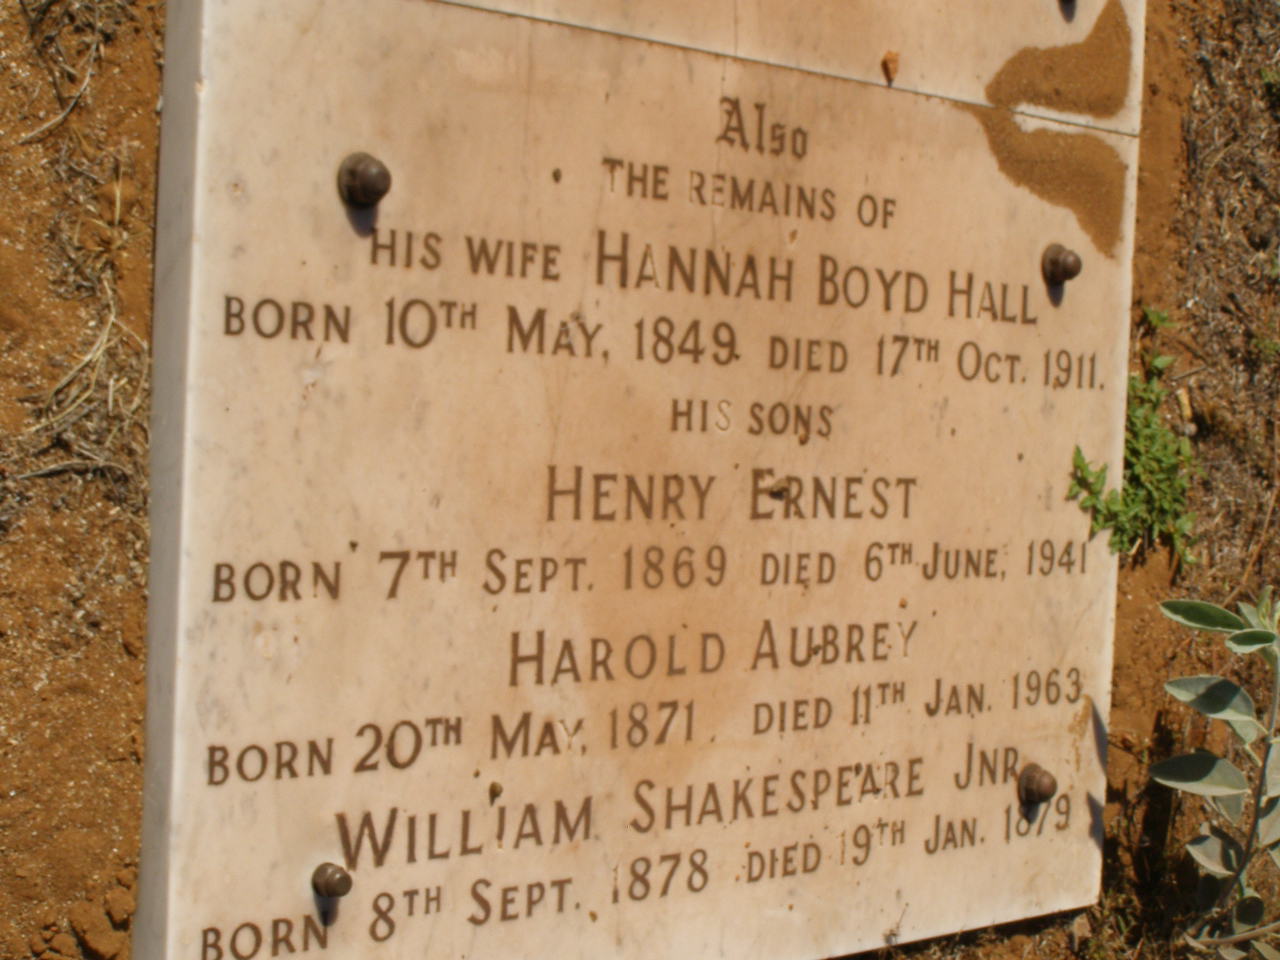 Also
THE REMAINS OF
HIS WIFE HANNAH BOYD HALL
BORN 10TH MAY, 1849. DIED 17TH OCT. 1911.
HIS SONS
HENRY ERNEST
BORN 7TH SEPT. 1869 DIED 6TH JUNE, 1941
HAROLD AUBREY
BORN 20TH MAY, 1871. DIED 11TH JAN. 1963
WILLIAM SHAKESPEARE JNR
BORN 8TH SEPT. 1878 DIED 19TH JAN. 1879